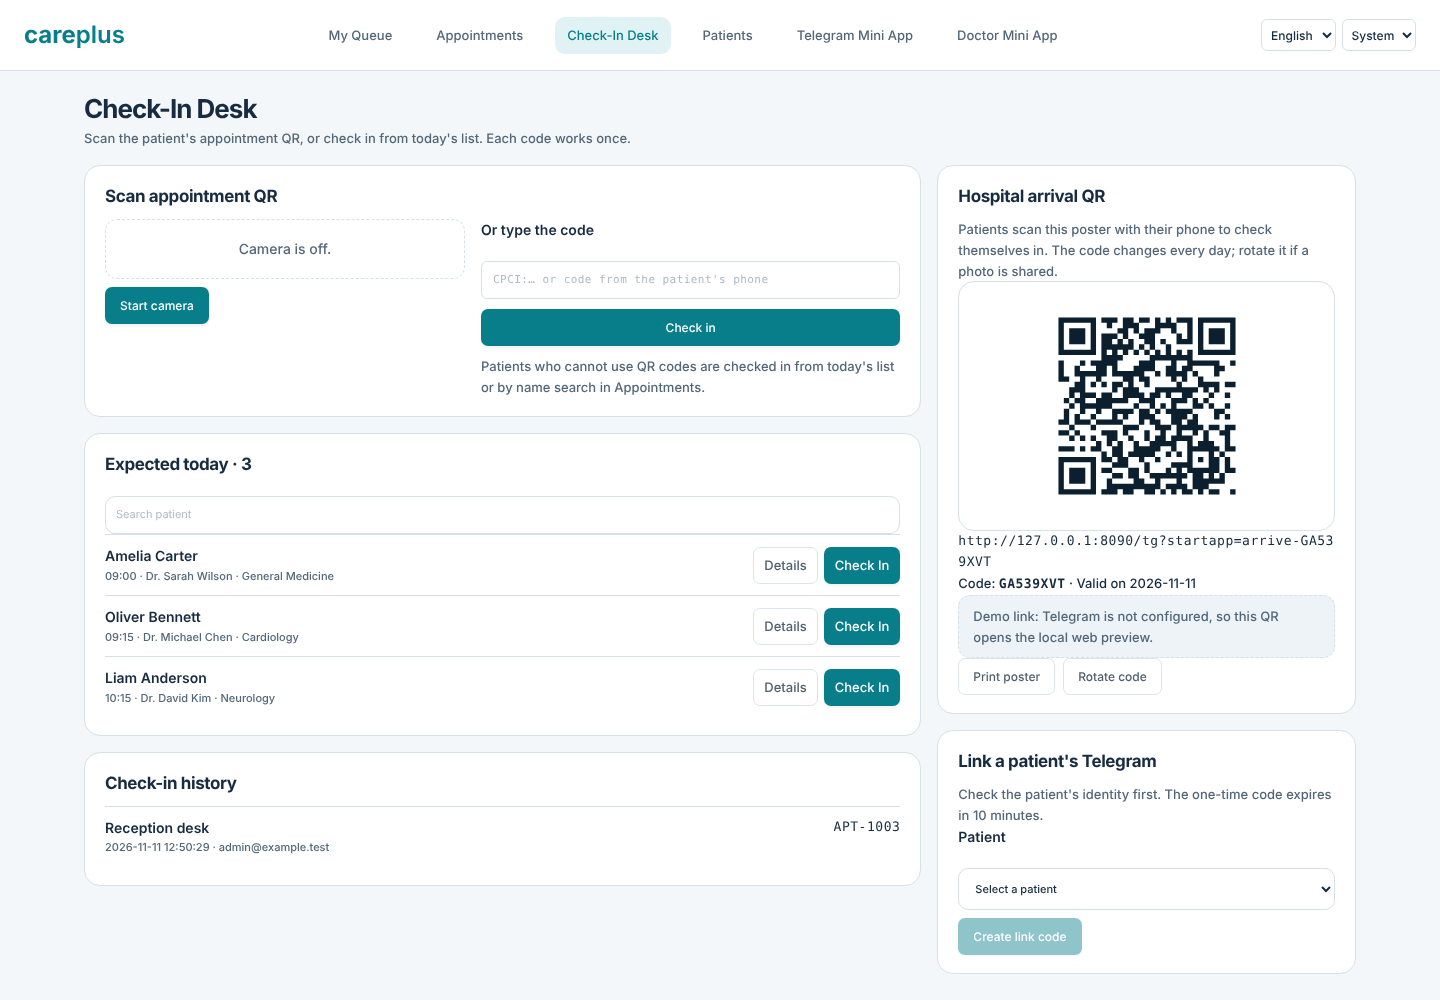 careplus
My Queue
Appointments
Check-In Desk
Patients
Telegram Mini App
Doctor Mini App
English
System
Check-In Desk
Scan the patient's appointment QR, or check in from today's list. Each code works once.
Scan appointment QR
Camera is off.
Start camera
Or type the code
CPCI:… or code from the patient's phone
Check in
Patients who cannot use QR codes are checked in from today's list
or by name search in Appointments.
Expected today · 3
Search patient
Amelia Carter
09:00 · Dr. Sarah Wilson · General Medicine
Details
Check In
Oliver Bennett
09:15 · Dr. Michael Chen · Cardiology
Details
Check In
Liam Anderson
10:15 · Dr. David Kim · Neurology
Details
Check In
Check-in history
Reception desk
APT-1003
2026-11-11 12:50:29 · admin@example.test
Hospital arrival QR
Patients scan this poster with their phone to check
themselves in. The code changes every day; rotate it if a
photo is shared.
http://127.0.0.1:8090/tg?startapp=arrive-GA53
9XVT
Code: GA539XVT · Valid on 2026-11-11
Demo link: Telegram is not configured, so this QR
opens the local web preview.
Print poster
Rotate code
Link a patient's Telegram
Check the patient's identity first. The one-time code expires
in 10 minutes.
Patient
Select a patient
Create link code